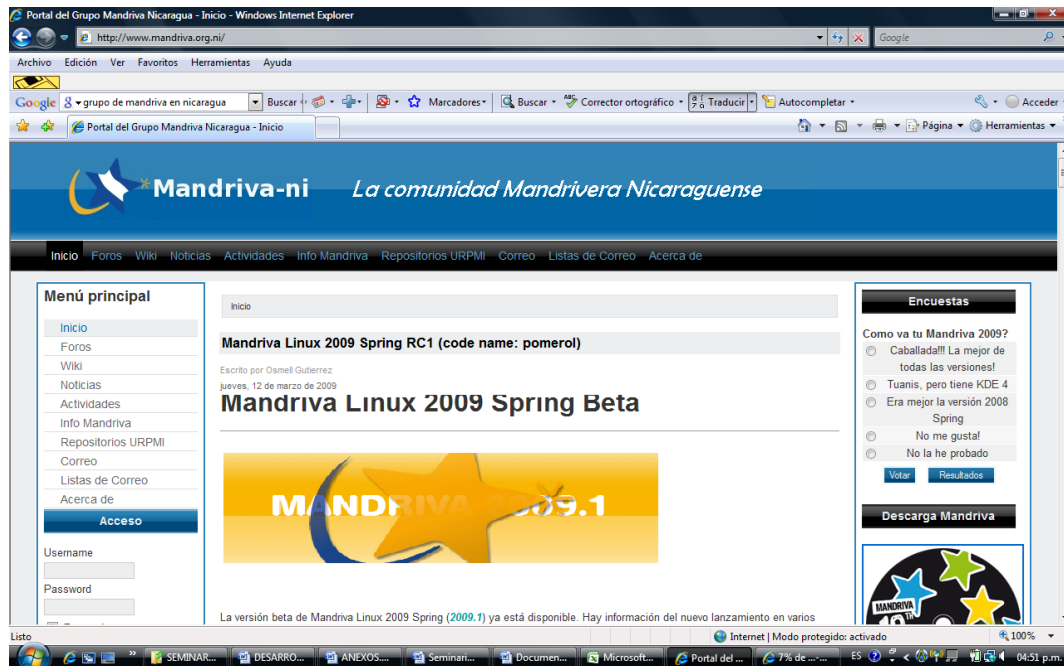 Portal del Grupo Mandriva Nicaragua - Inicio - Windows Internet Explorer
http://www.mandriva.org.ni/
Google
Archivo Edición Ver Favoritos Herramientas Ayuda
Google grupo de mandriva en nicaragua Buscar Marcadores Buscar Corrector ortográfico Traducir Autocompletar Acceder
Portal del Grupo Mandriva Nicaragua - Inicio
Página Herramientas
Mandriva-ni La comunidad Mandrivera Nicaraguense
Inicio Foros Wiki Noticias Actividades Info Mandriva Repositorios URPMI Correo Listas de Correo Acerca de
Menú principal
Inicio
Foros
Wiki
Noticias
Actividades
Info Mandriva
Repositorios URPMI
Correo
Listas de Correo
Acerca de
Acceso
Username
Password
Inicio
Mandriva Linux 2009 Spring RC1 (code name: pomerol)
Escrito por Osmell Gutierrez
jueves, 12 de marzo de 2009
Mandriva Linux 2009 Spring Beta
MANDRIVA 2009.1
La versión beta de Mandriva Linux 2009 Spring (2009.1) ya está disponible. Hay información del nuevo lanzamiento en varios
Encuestas
Como va tu Mandriva 2009?
Caballada!!! La mejor de
todas las versiones!
Tuanis, pero tiene KDE 4
Era mejor la versión 2008
Spring
No me gusta!
No la he probado
Votar Resultados
Descarga Mandriva
MANDRIVA
Listo
Internet | Modo protegido: activado
100%
SEMINAR... DESARRO... ANEXOS.... Seminari... Documen... Microsoft... Portal del ... 7% de ...-... ES 04:51 p.m.